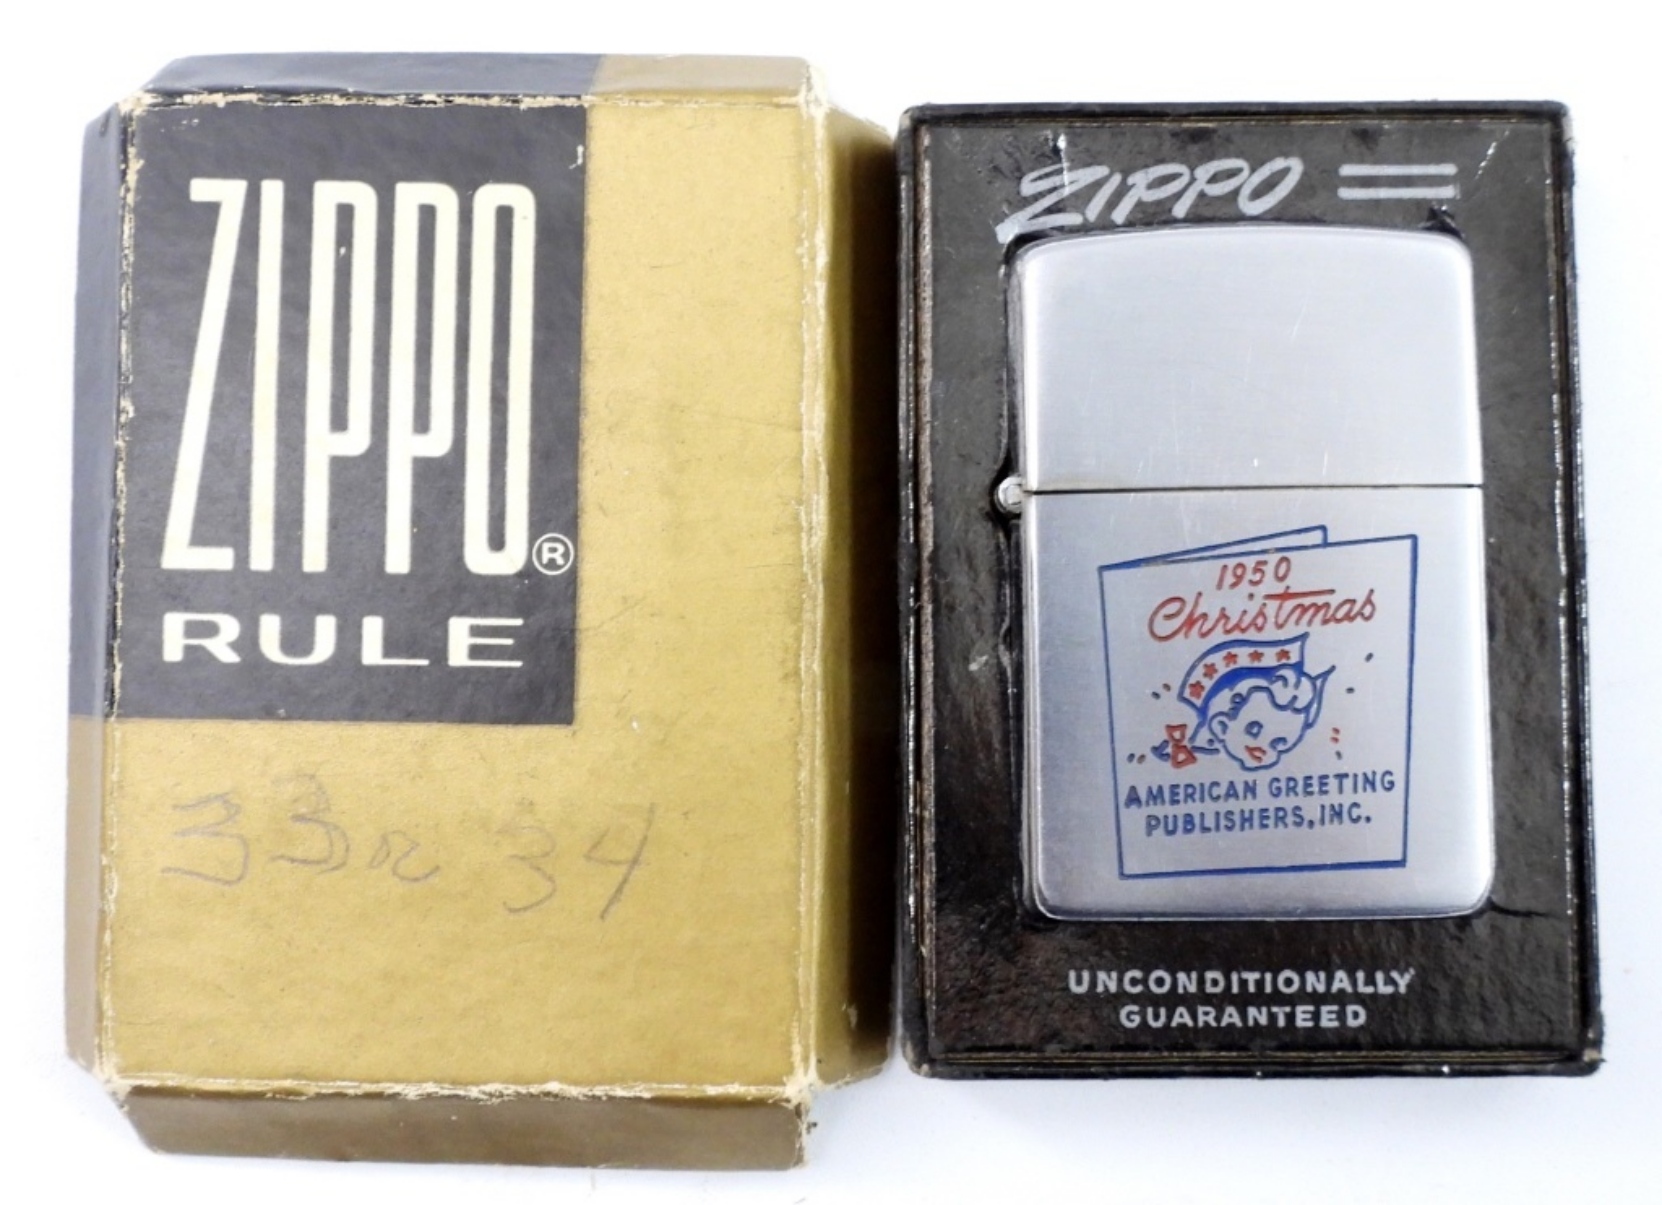 ZIPPO®
RULE
33 or 34
ZIPPO
1950
Christmas
AMERICAN GREETING
PUBLISHERS, INC.
UNCONDITIONALLY
GUARANTEED